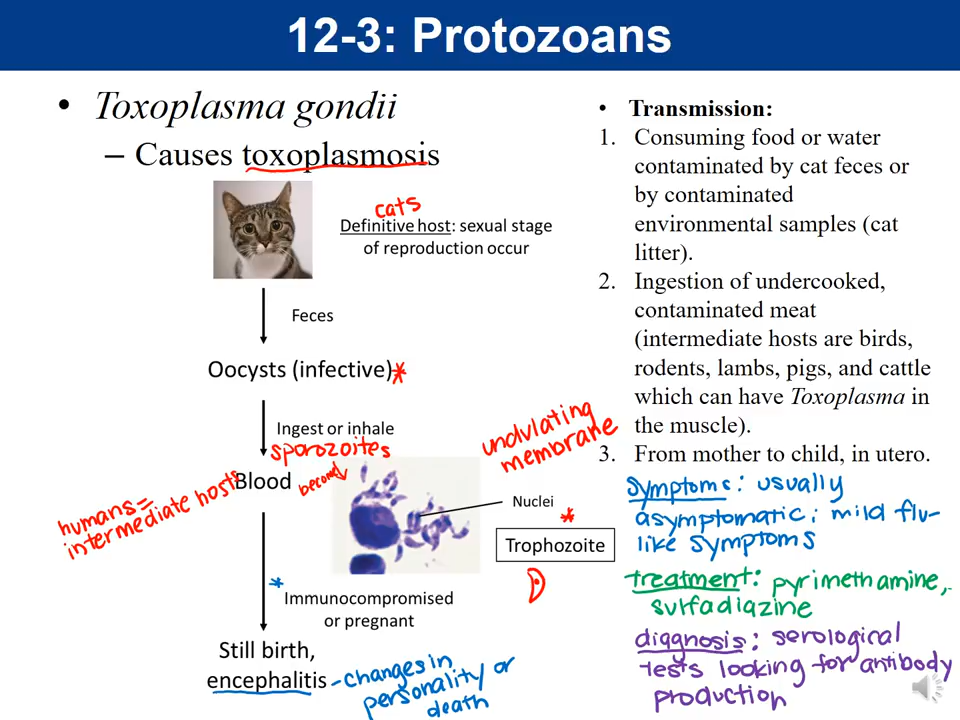 12-3: Protozoans
• Toxoplasma gondii
– Causes toxoplasmosis
cats
Definitive host: sexual stage
of reproduction occur
Feces
Oocysts (infective)*
Ingest or inhale
sporozoites
become
Blood
humans=
intermediate hosts
undulating
membrane
Nuclei
*
Trophozoite
*
Immunocompromised
or pregnant
Still birth,
encephalitis
-changes in
personality or
death
• Transmission:
1. Consuming food or water
contaminated by cat feces or
by contaminated
environmental samples (cat
litter).
2. Ingestion of undercooked,
contaminated meat
(intermediate hosts are birds,
rodents, lambs, pigs, and cattle
which can have Toxoplasma in
the muscle).
3. From mother to child, in utero.
symptoms: usually
asymptomatic; mild flu-
like symptoms
treatment: pyrimethamine,
sulfadiazine
diagnosis: serological
tests looking for antibody
production